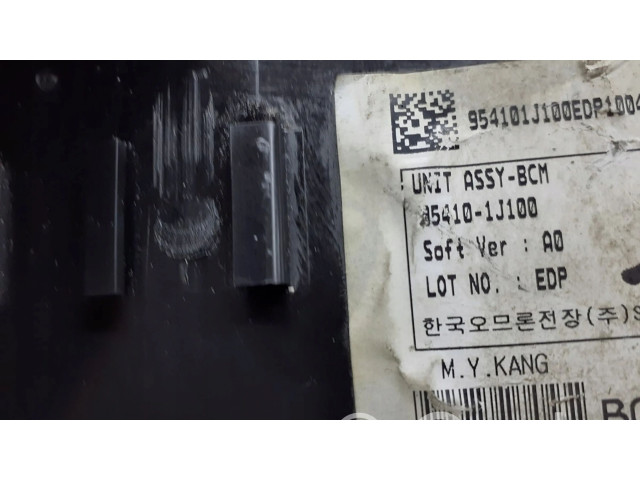 954101J100EDP1004
UNIT ASSY-BCM
95410-1J100
Soft Ver : A0
LOT NO. : EDP
한국오므론전장(주)S
M.Y.KANG
BC